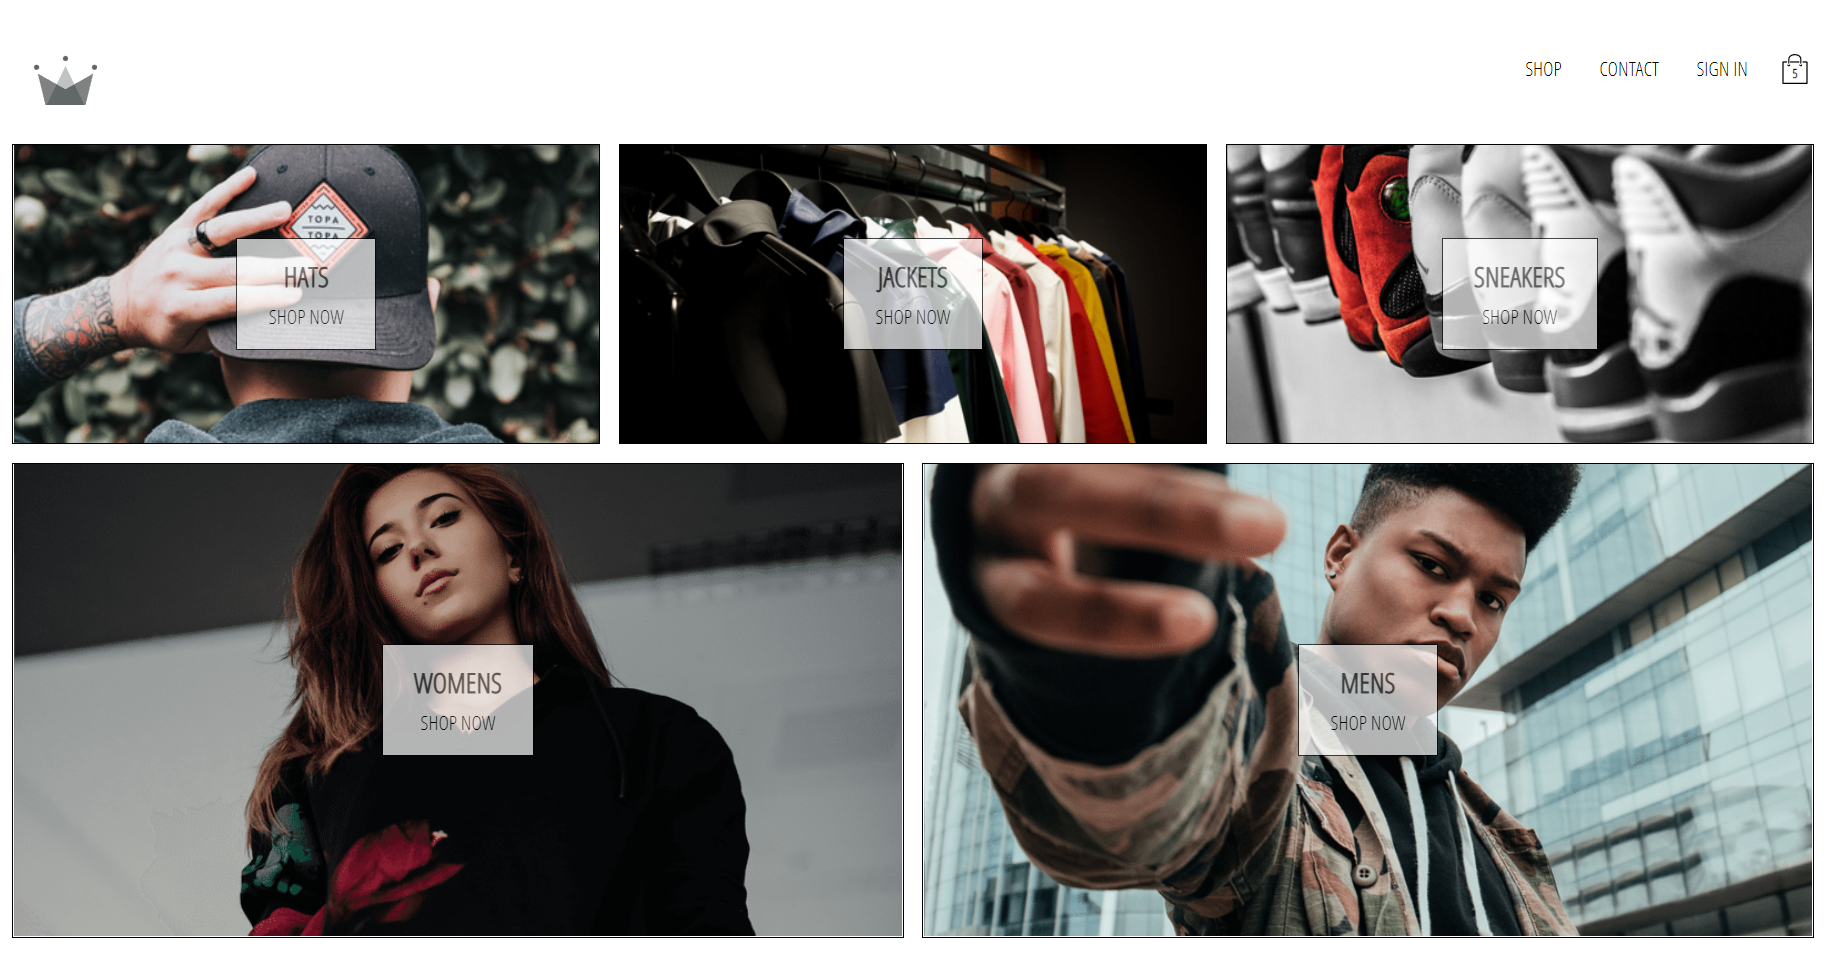 SHOP
CONTACT
SIGN IN
5
TOPA
TOPA
HATS
SHOP NOW
JACKETS
SHOP NOW
SNEAKERS
SHOP NOW
WOMENS
SHOP NOW
MENS
SHOP NOW